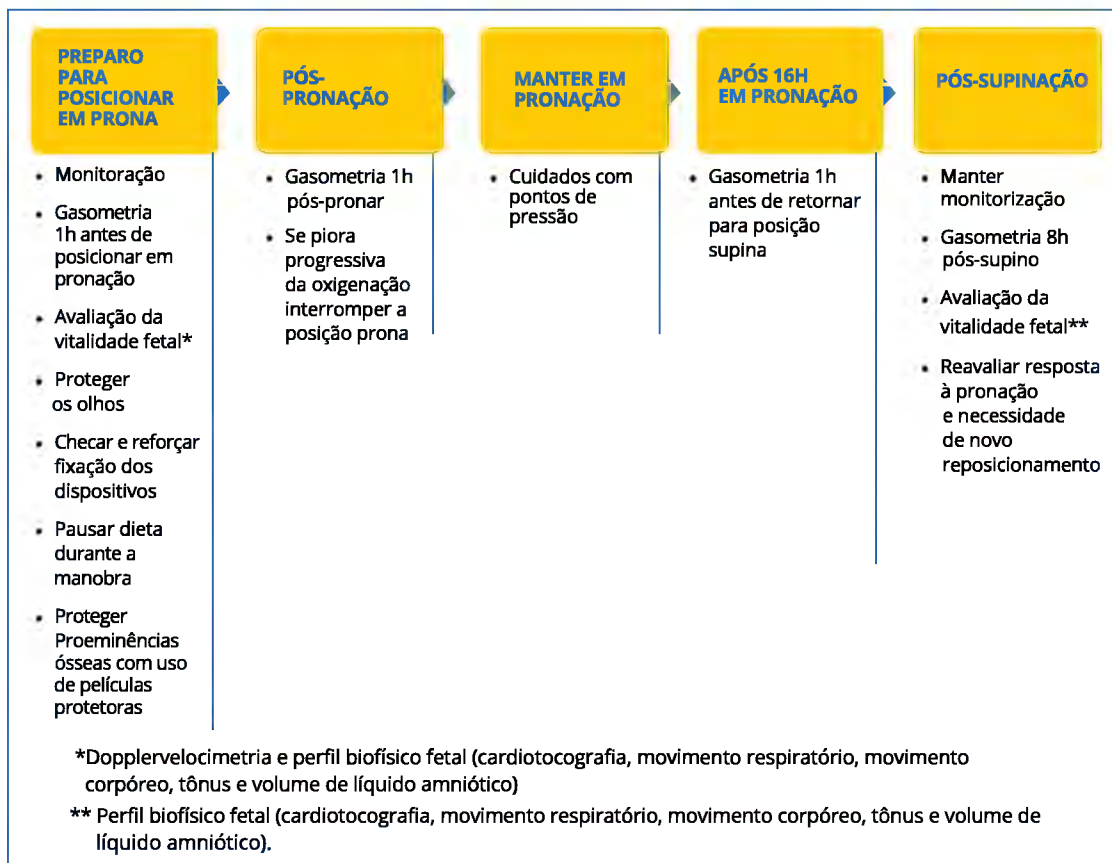 PREPARO
PARA
POSICIONAR
EM PRONA
• Monitoração
• Gasometria
1h antes de
posicionar em
pronação
• Avaliação da
vitalidade fetal*
• Proteger
os olhos
• Checar e reforçar
fixação dos
dispositivos
• Pausar dieta
durante a
manobra
• Proteger
Proeminências
ósseas com uso
de películas
protetoras
PÓS-
PRONAÇÃO
• Gasometria 1h
pós-pronar
• Se piora
progressiva
da oxigenação
interromper a
posição prona
MANTER EM
PRONAÇÃO
• Cuidados com
pontos de
pressão
APÓS 16H
EM PRONAÇÃO
• Gasometria 1h
antes de retornar
para posição
supina
PÓS-SUPINAÇÃO
• Manter
monitorização
• Gasometria 8h
pós-supino
• Avaliação da
vitalidade fetal**
• Reavaliar resposta
à pronação
e necessidade
de novo
reposicionamento
*Dopplervelocimetria e perfil biofísico fetal (cardiotocografia, movimento respiratório, movimento
corpóreo, tônus e volume de líquido amniótico)
** Perfil biofísico fetal (cardiotocografia, movimento respiratório, movimento corpóreo, tônus e volume de
líquido amniótico).